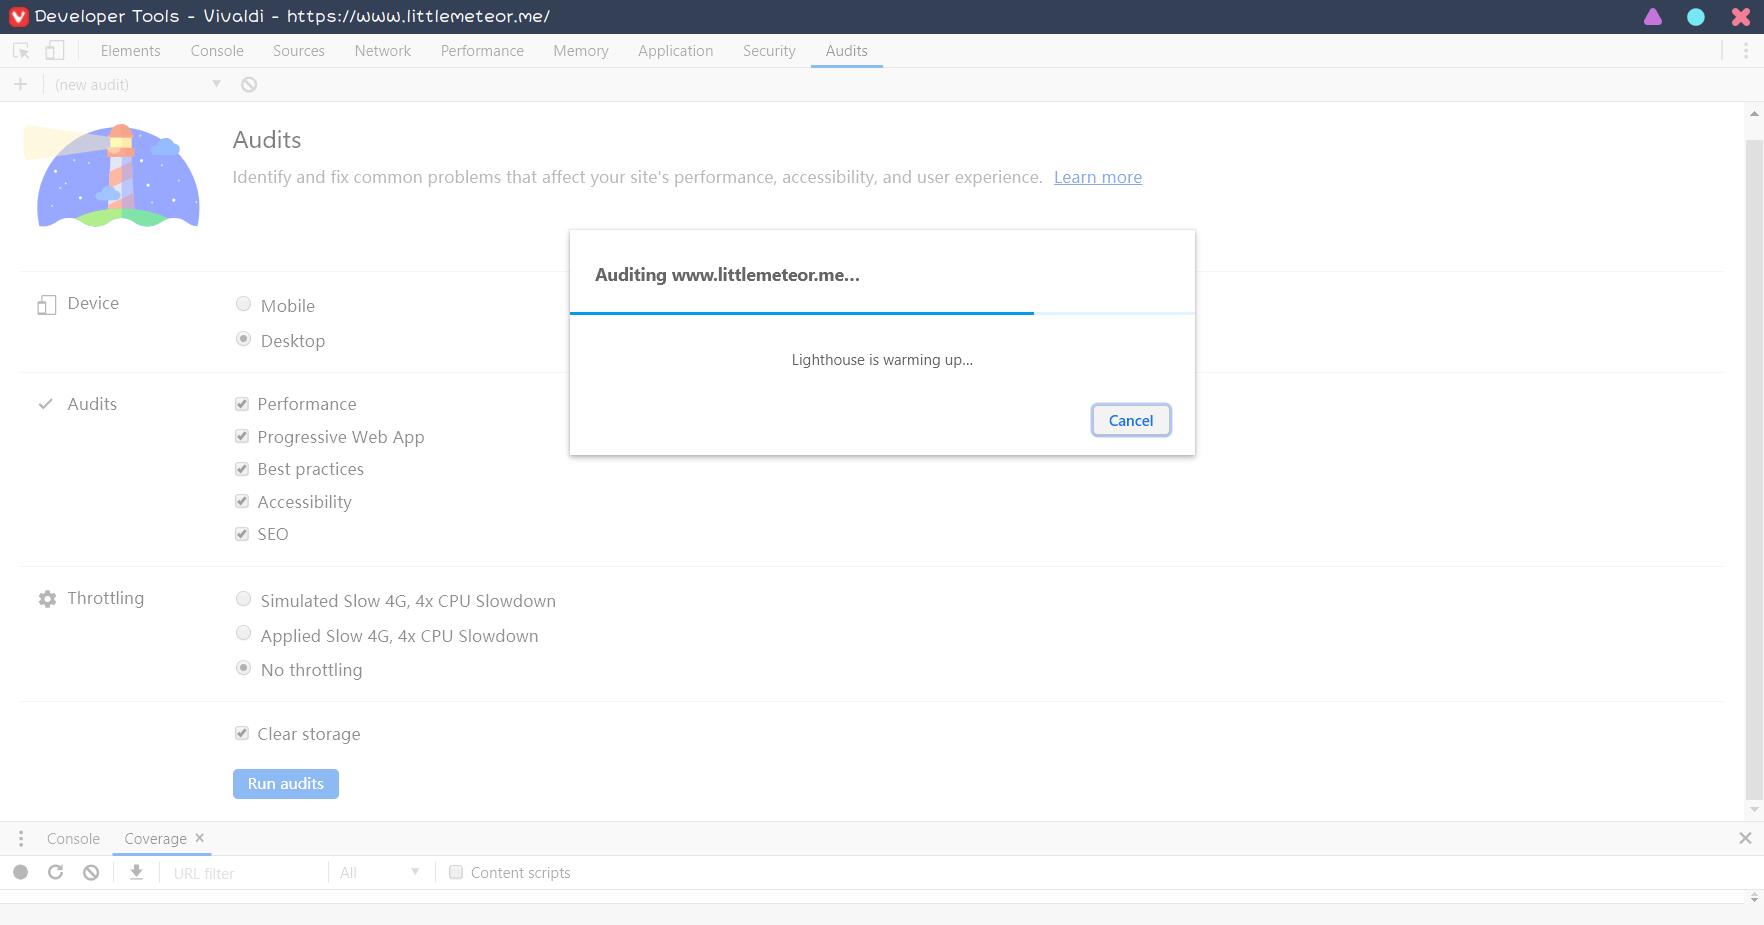 Developer Tools - Vivaldi - https://www.littlemeteor.me/
Elements Console Sources Network Performance Memory Application Security Audits
(new audit)
Audits
Identify and fix common problems that affect your site's performance, accessibility, and user experience. Learn more
Auditing www.littlemeteor.me...
Lighthouse is warming up...
Cancel
Device
Mobile
Desktop
Audits
Performance
Progressive Web App
Best practices
Accessibility
SEO
Throttling
Simulated Slow 4G, 4x CPU Slowdown
Applied Slow 4G, 4x CPU Slowdown
No throttling
Clear storage
Run audits
Console Coverage
URL filter All Content scripts